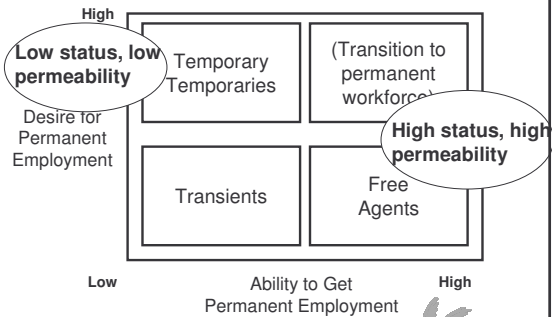 High
Low status, low
permeability
Temporary
Temporaries
(Transition to
permanent
workforce)
High status, high
permeability
Desire for
Permanent
Employment
Transients
Free
Agents
Low
Ability to Get
Permanent Employment
High